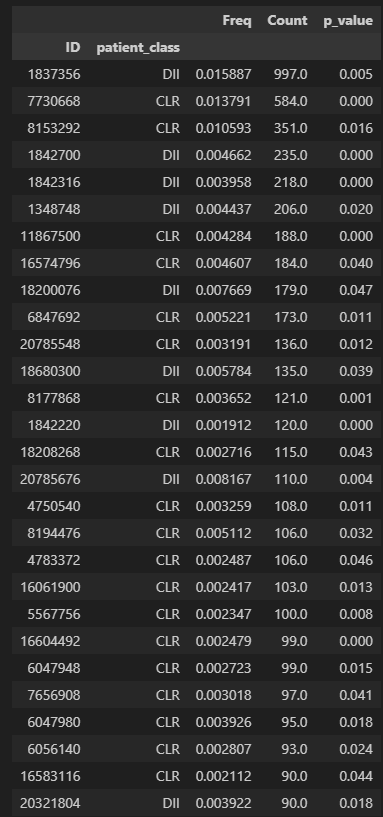 Freq Count p_value
ID patient_class
1837356 DII 0.015887 997.0 0.005
7730668 CLR 0.013791 584.0 0.000
8153292 CLR 0.010593 351.0 0.016
1842700 DII 0.004662 235.0 0.000
1842316 DII 0.003958 218.0 0.000
1348748 DII 0.004437 206.0 0.020
11867500 CLR 0.004284 188.0 0.000
16574796 CLR 0.004607 184.0 0.040
18200076 DII 0.007669 179.0 0.047
6847692 CLR 0.005221 173.0 0.011
20785548 CLR 0.003191 136.0 0.012
18680300 DII 0.005784 135.0 0.039
8177868 CLR 0.003652 121.0 0.001
1842220 DII 0.001912 120.0 0.000
18208268 CLR 0.002716 115.0 0.043
20785676 DII 0.008167 110.0 0.004
4750540 CLR 0.003259 108.0 0.011
8194476 CLR 0.005112 106.0 0.032
4783372 CLR 0.002487 106.0 0.046
16061900 CLR 0.002417 103.0 0.013
5567756 CLR 0.002347 100.0 0.008
16604492 CLR 0.002479 99.0 0.000
6047948 CLR 0.002723 99.0 0.015
7656908 CLR 0.003018 97.0 0.041
6047980 CLR 0.003926 95.0 0.018
6056140 CLR 0.002807 93.0 0.024
16583116 CLR 0.002112 90.0 0.044
20321804 DII 0.003922 90.0 0.018